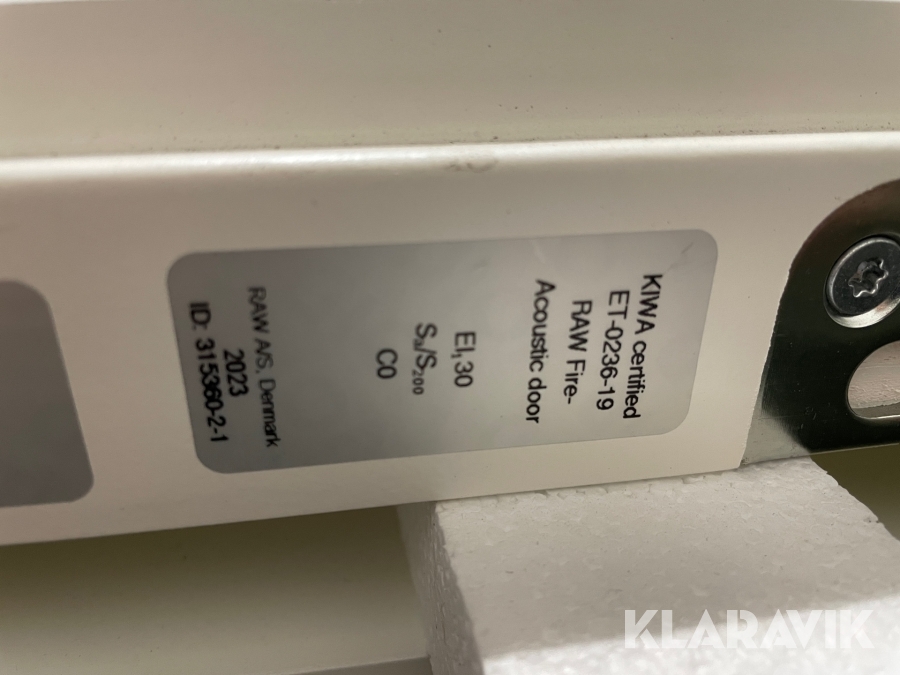 KIWA certified
ET-0236-19
RAW Fire-
Acoustic door
EI₁30
Sₐ/S₂₀₀
C0
RAW A/S, Denmark
2023
ID: 315360-2-1
KLARAVIK